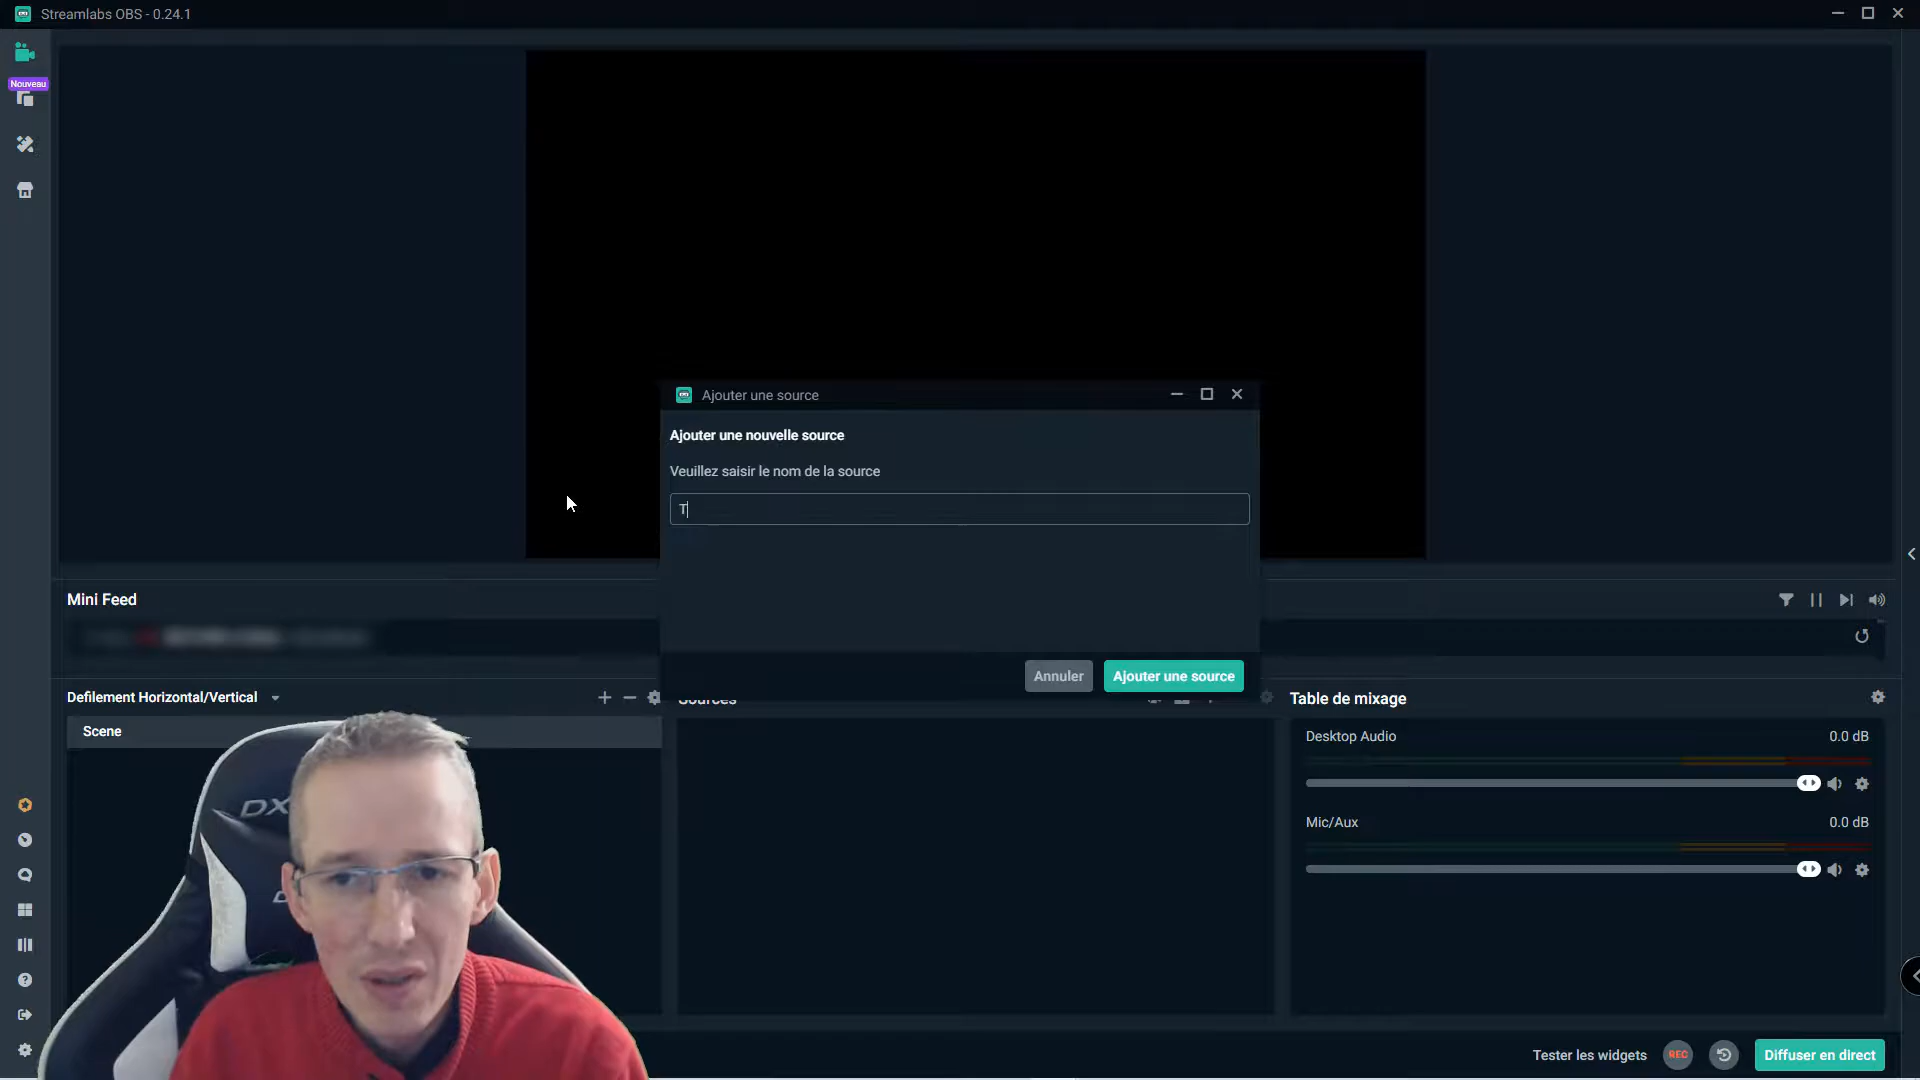 Streamlabs OBS - 0.24.1
Nouveau
Ajouter une source
Ajouter une nouvelle source
Veuillez saisir le nom de la source
T
Annuler
Ajouter une source
Mini Feed
Defilement Horizontal/Vertical
Scene
Sources
Table de mixage
Desktop Audio
0.0 dB
Mic/Aux
0.0 dB
DX
Tester les widgets
REC
Diffuser en direct